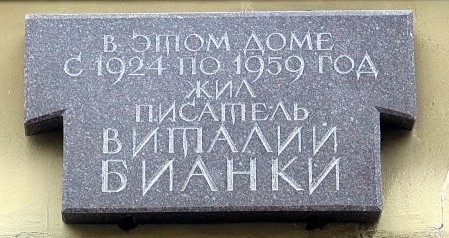 В ЭТОМ ДОМЕ
С 1924 ПО 1959 ГОД
ЖИЛ
ПИСАТЕЛЬ
ВИТАЛИЙ
БИАНКИ